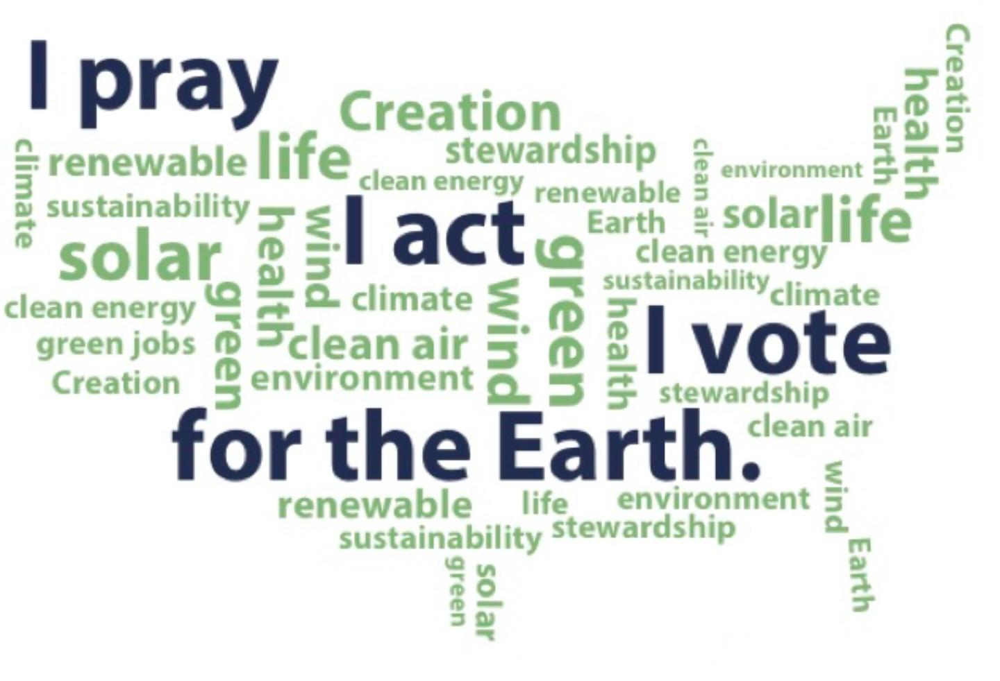 I pray
Creation
Creation
health
Earth
climate
renewable
life
stewardship
clean air
environment
clean energy
renewable
sustainability
health
wind
I act
Earth
solar
life
solar
green
clean energy
sustainability
climate
clean energy
green
climate
wind
health
I vote
green jobs
clean air
Creation
environment
stewardship
for the Earth.
clean air
renewable
life
environment
wind
sustainability
stewardship
Earth
green
solar